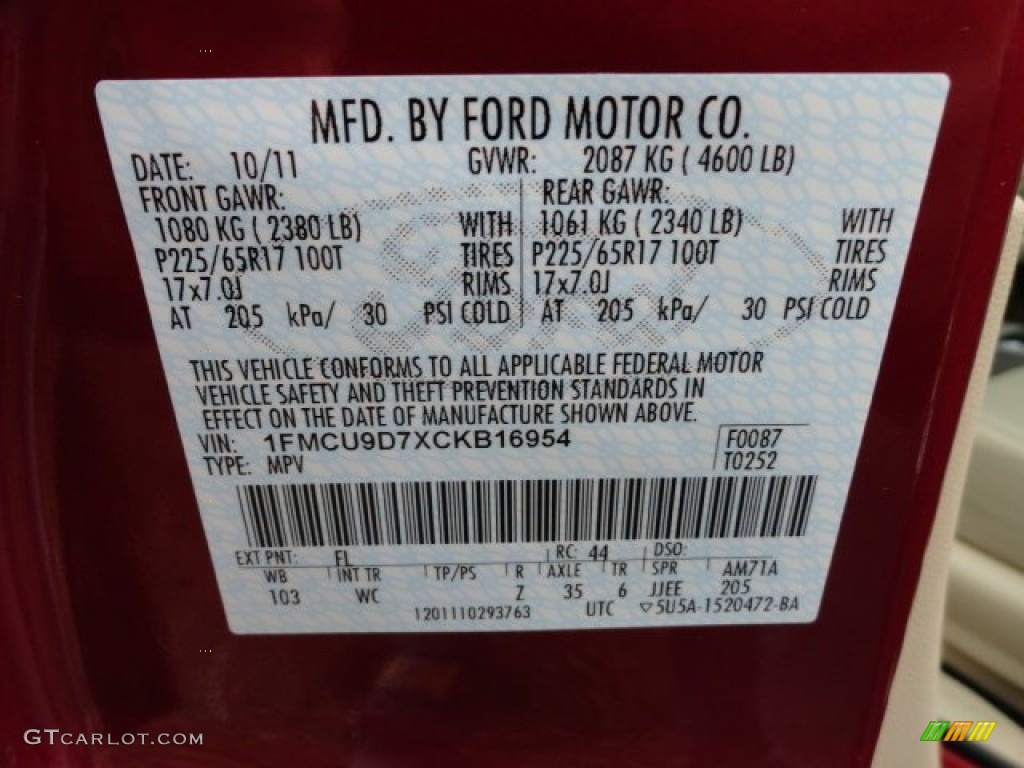 MFD. BY FORD MOTOR CO.
DATE: 10/11 GVWR: 2087 KG ( 4600 LB)
FRONT GAWR: REAR GAWR:
1080 KG ( 2380 LB) WITH 1061 KG ( 2340 LB) WITH
P225/65R17 100T TIRES P225/65R17 100T TIRES
17x7.0J RIMS 17x7.0J RIMS
AT 205 kPa/ 30 PSI COLD AT 205 kPa/ 30 PSI COLD
THIS VEHICLE CONFORMS TO ALL APPLICABLE FEDERAL MOTOR
VEHICLE SAFETY AND THEFT PREVENTION STANDARDS IN
EFFECT ON THE DATE OF MANUFACTURE SHOWN ABOVE.
VIN: 1FMCU9D7XCKB16954 F0087
TYPE: MPV T0252
EXT PNT: FL RC: 44 DSO:
WB INT TR TP/PS R AXLE TR SPR AM71A
103 WC Z 35 6 JJEE 205
1201110293763 UTC ▽5U5A-1520472-BA
GTCARLOT.COM